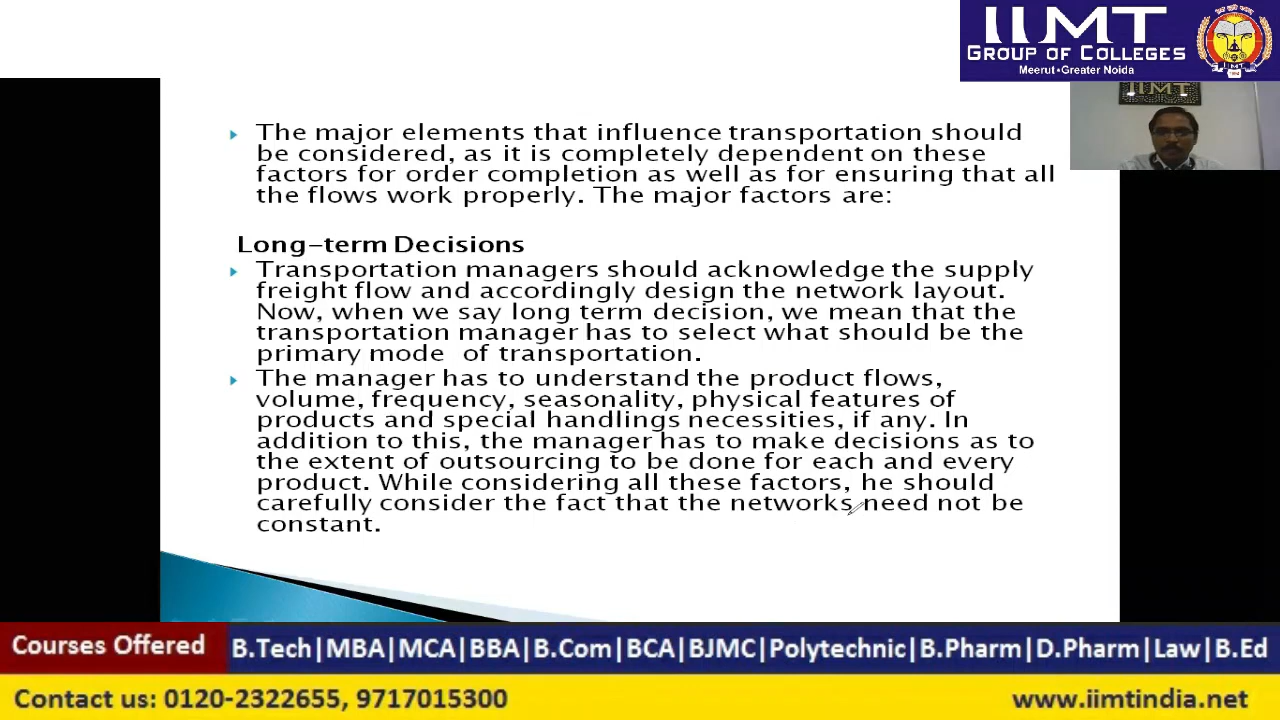 IIMT
GROUP OF COLLEGES
Meerut•Greater Noida
IIMT
The major elements that influence transportation should
be considered, as it is completely dependent on these
factors for order completion as well as for ensuring that all
the flows work properly. The major factors are:
Long-term Decisions
Transportation managers should acknowledge the supply
freight flow and accordingly design the network layout.
Now, when we say long term decision, we mean that the
transportation manager has to select what should be the
primary mode of transportation.
The manager has to understand the product flows,
volume, frequency, seasonality, physical features of
products and special handlings necessities, if any. In
addition to this, the manager has to make decisions as to
the extent of outsourcing to be done for each and every
product. While considering all these factors, he should
carefully consider the fact that the networks need not be
constant.
Courses Offered B.Tech|MBA|MCA|BBA|B.Com|BCA|BJMC|Polytechnic|B.Pharm|D.Pharm|Law|B.Ed
Contact us: 0120-2322655, 9717015300 www.iimtindia.net